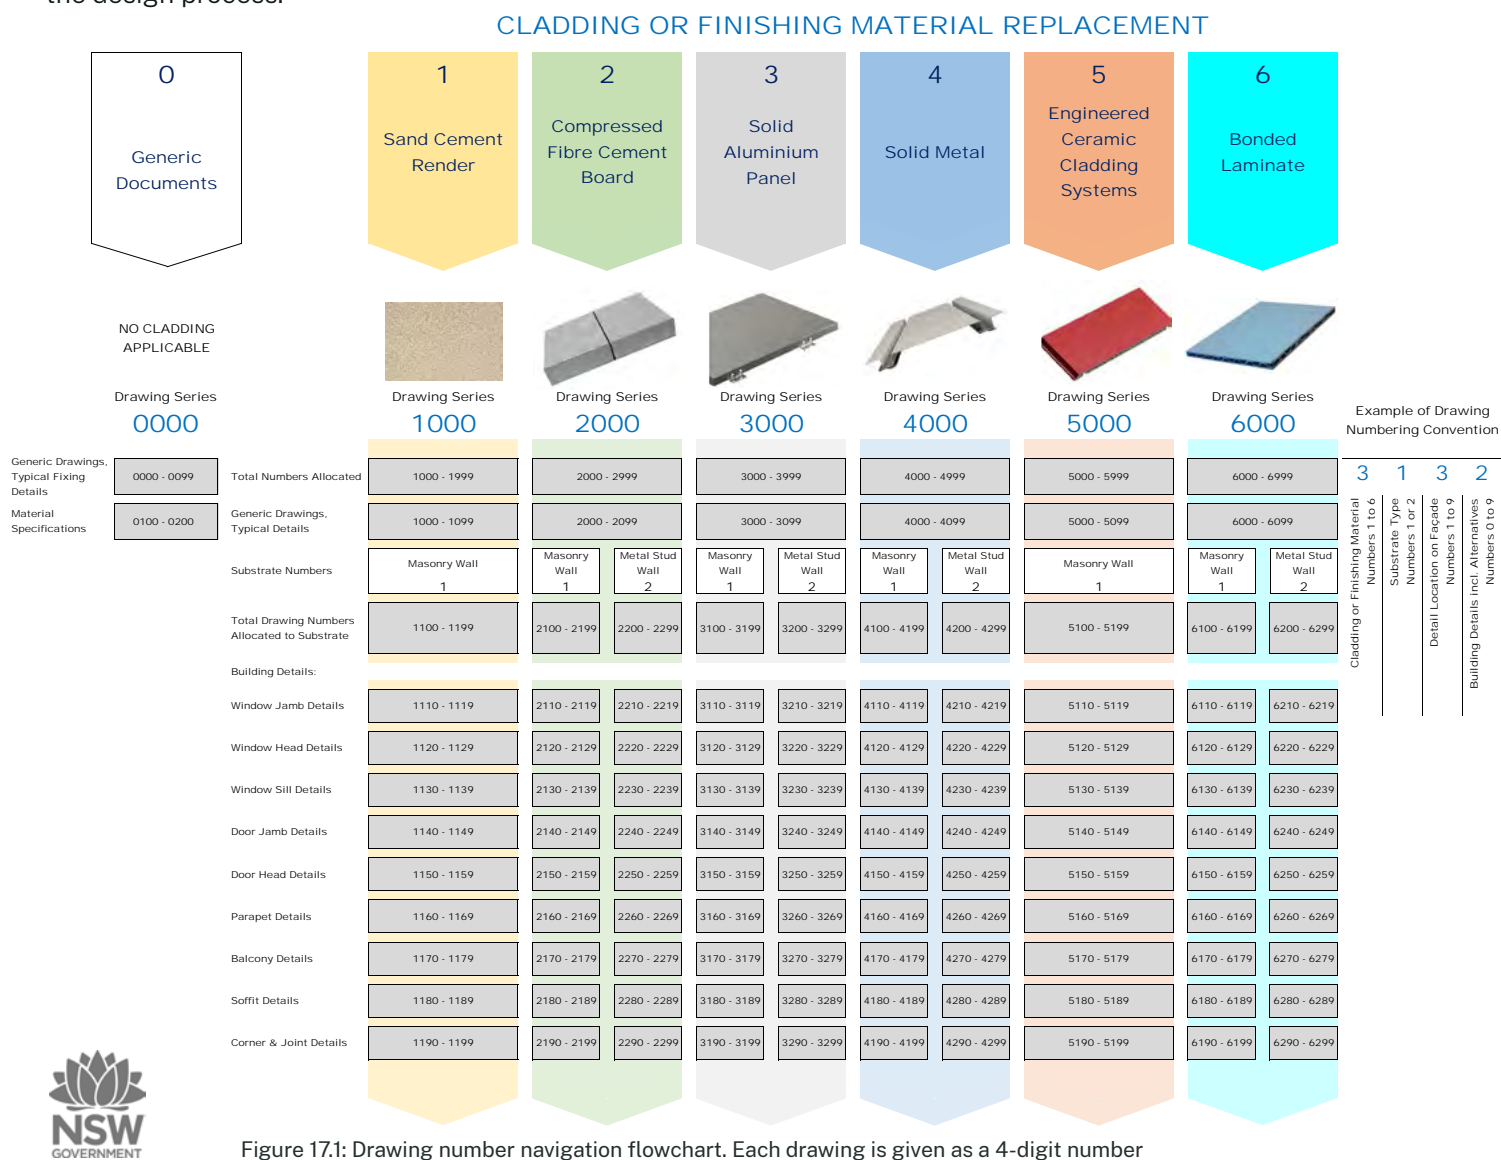 the design process.
CLADDING OR FINISHING MATERIAL REPLACEMENT
0
Generic
Documents
1
Sand Cement
Render
2
Compressed
Fibre Cement
Board
3
Solid
Aluminium
Panel
4
Solid Metal
5
Engineered
Ceramic
Cladding
Systems
6
Bonded
Laminate
NO CLADDING
APPLICABLE
Drawing Series
0000
Drawing Series
1000
Drawing Series
2000
Drawing Series
3000
Drawing Series
4000
Drawing Series
5000
Drawing Series
6000
Example of Drawing
Numbering Convention
3 1 3 2
Cladding or Finishing Material
Numbers 1 to 6
Substrate Type
Numbers 1 or 2
Detail Location on Façade
Numbers 1 to 9
Building Details incl. Alternatives
Numbers 0 to 9
Generic Drawings,
Typical Fixing
Details
0000 - 0099
Material
Specifications
0100 - 0200
Total Numbers Allocated 1000 - 1999 2000 - 2999 3000 - 3999 4000 - 4999 5000 - 5999 6000 - 6999
Generic Drawings,
Typical Details
1000 - 1099 2000 - 2099 3000 - 3099 4000 - 4099 5000 - 5099 6000 - 6099
Substrate Numbers
Masonry Wall
1
Masonry
Wall
1
Metal Stud
Wall
2
Masonry
Wall
1
Metal Stud
Wall
2
Masonry
Wall
1
Metal Stud
Wall
2
Masonry Wall
1
Masonry
Wall
1
Metal Stud
Wall
2
Total Drawing Numbers
Allocated to Substrate
1100 - 1199 2100 - 2199 2200 - 2299 3100 - 3199 3200 - 3299 4100 - 4199 4200 - 4299 5100 - 5199 6100 - 6199 6200 - 6299
Building Details:
Window Jamb Details 1110 - 1119 2110 - 2119 2210 - 2219 3110 - 3119 3210 - 3219 4110 - 4119 4210 - 4219 5110 - 5119 6110 - 6119 6210 - 6219
Window Head Details 1120 - 1129 2120 - 2129 2220 - 2229 3120 - 3129 3220 - 3229 4120 - 4129 4220 - 4229 5120 - 5129 6120 - 6129 6220 - 6229
Window Sill Details 1130 - 1139 2130 - 2139 2230 - 2239 3130 - 3139 3230 - 3239 4130 - 4139 4230 - 4239 5130 - 5139 6130 - 6139 6230 - 6239
Door Jamb Details 1140 - 1149 2140 - 2149 2240 - 2249 3140 - 3149 3240 - 3249 4140 - 4149 4240 - 4249 5140 - 5149 6140 - 6149 6240 - 6249
Door Head Details 1150 - 1159 2150 - 2159 2250 - 2259 3150 - 3159 3250 - 3259 4150 - 4159 4250 - 4259 5150 - 5159 6150 - 6159 6250 - 6259
Parapet Details 1160 - 1169 2160 - 2169 2260 - 2269 3160 - 3169 3260 - 3269 4160 - 4169 4260 - 4269 5160 - 5169 6160 - 6169 6260 - 6269
Balcony Details 1170 - 1179 2170 - 2179 2270 - 2279 3170 - 3179 3270 - 3279 4170 - 4179 4270 - 4279 5170 - 5179 6170 - 6179 6270 - 6279
Soffit Details 1180 - 1189 2180 - 2189 2280 - 2289 3180 - 3189 3280 - 3289 4180 - 4189 4280 - 4289 5180 - 5189 6180 - 6189 6280 - 6289
Corner & Joint Details 1190 - 1199 2190 - 2199 2290 - 2299 3190 - 3199 3290 - 3299 4190 - 4199 4290 - 4299 5190 - 5199 6190 - 6199 6290 - 6299
NSW
GOVERNMENT
Figure 17.1: Drawing number navigation flowchart. Each drawing is given as a 4-digit number